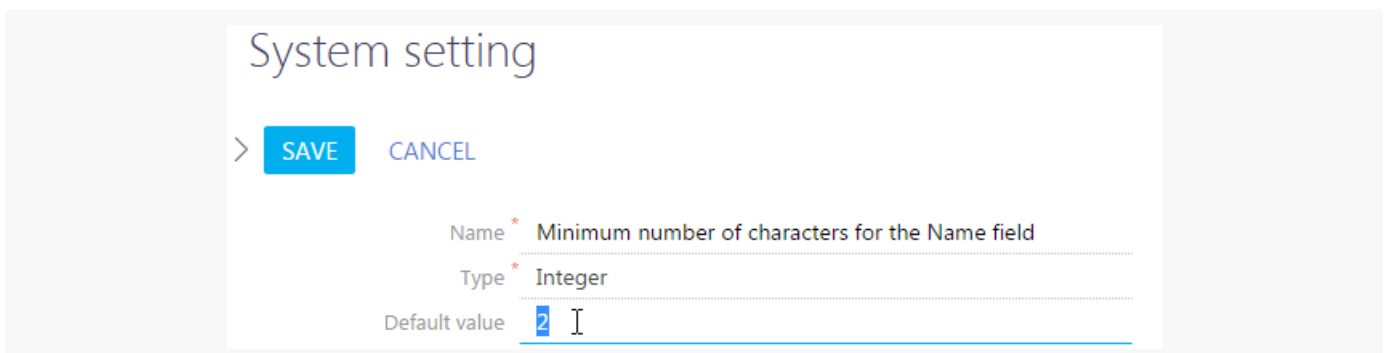 System setting
SAVE CANCEL
Name * Minimum number of characters for the Name field
Type * Integer
Default value 2